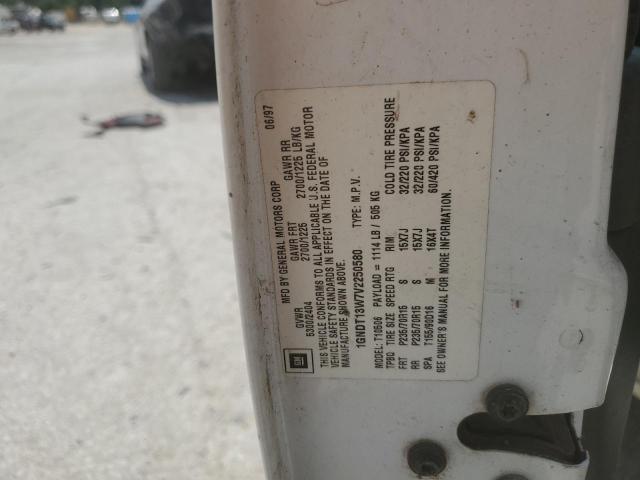 MFD BY GENERAL MOTORS CORP 06/97
GVWR GAWR FRT GAWR RR
5300/2404 2700/1225 2700/1225 LB/KG
THIS VEHICLE CONFORMS TO ALL APPLICABLE U.S. FEDERAL MOTOR
VEHICLE SAFETY STANDARDS IN EFFECT ON THE DATE OF
MANUFACTURE SHOWN ABOVE.
1GNDT13W7V2250580 TYPE: M.P.V.
MODEL: T10506 PAYLOAD = 1114 LB / 505 KG
TPBD TIRE SIZE SPEED RTG RIM COLD TIRE PRESSURE
FRT P235/70R15 S 15X7J 32/220 PSI/KPA
RR P235/70R15 S 15X7J 32/220 PSI/KPA
SPA T155/90D16 M 16X4T 60/420 PSI/KPA
SEE OWNER'S MANUAL FOR MORE INFORMATION.
GM